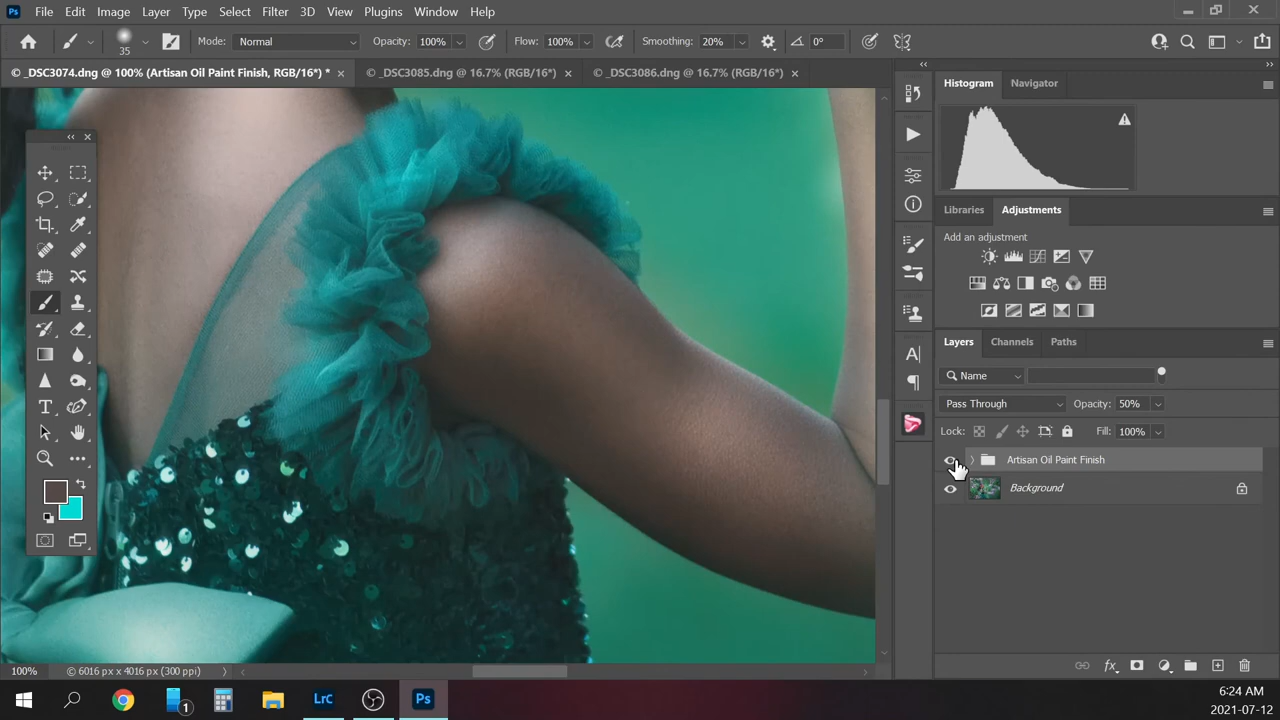 Ps File Edit Image Layer Type Select Filter 3D View Plugins Window Help
35 Mode: Normal Opacity: 100% Flow: 100% Smoothing: 20% 0°
© _DSC3074.dng @ 100% (Artisan Oil Paint Finish, RGB/16*) * © _DSC3085.dng @ 16.7% (RGB/16*) © _DSC3086.dng @ 16.7% (RGB/16*)
Histogram Navigator
Libraries Adjustments
Add an adjustment
Layers Channels Paths
Name
Pass Through Opacity: 50%
Lock: Fill: 100%
Artisan Oil Paint Finish
Background
100% © 6016 px x 4016 px (300 ppi)
1 LrC Ps
6:24 AM
2021-07-12